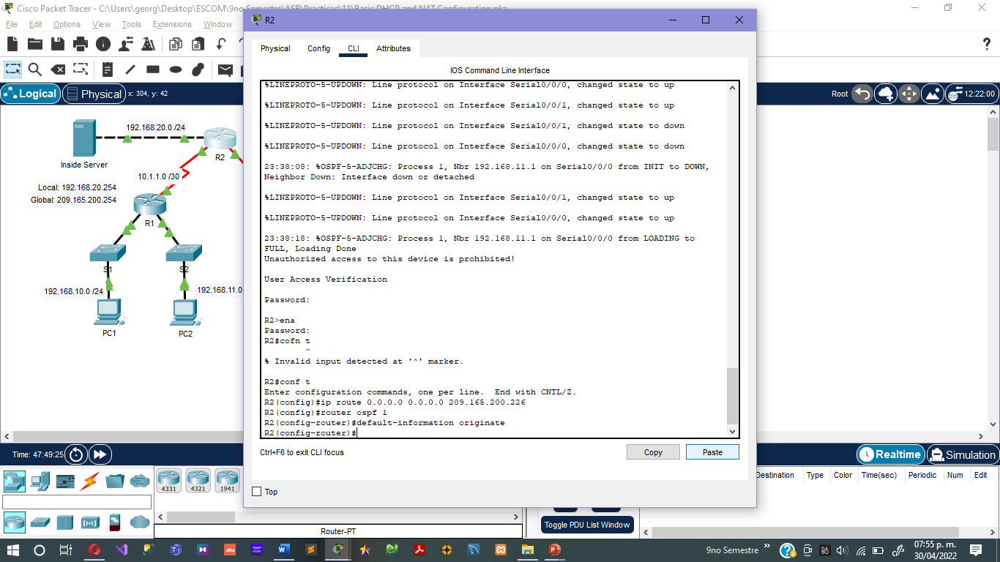 Cisco Packet Tracer - C:\Users\georg\Desktop\ESCOM\9no Semestre\ASR\Practicas\11\Basic DHCP and NAT Configuration.pka
File Edit Options View Tools Extensions Window
R2
Physical Config CLI Attributes
IOS Command Line Interface
Logical Physical x: 304, y: 42
Root 12:22:00
192.168.20.0 /24
Inside Server
R2
10.1.1.0 /30
Local: 192.168.20.254
Global: 209.165.200.254
R1
S1
S2
192.168.10.0 /24
192.168.11.0
PC1
PC2
%LINEPROTO-5-UPDOWN: Line protocol on Interface Serial0/0/0, changed state to up
%LINEPROTO-5-UPDOWN: Line protocol on Interface Serial0/0/1, changed state to up
%LINEPROTO-5-UPDOWN: Line protocol on Interface Serial0/0/1, changed state to down
%LINEPROTO-5-UPDOWN: Line protocol on Interface Serial0/0/0, changed state to down
23:38:08: %OSPF-5-ADJCHG: Process 1, Nbr 192.168.11.1 on Serial0/0/0 from INIT to DOWN,
Neighbor Down: Interface down or detached
%LINEPROTO-5-UPDOWN: Line protocol on Interface Serial0/0/1, changed state to up
%LINEPROTO-5-UPDOWN: Line protocol on Interface Serial0/0/0, changed state to up
23:38:18: %OSPF-5-ADJCHG: Process 1, Nbr 192.168.11.1 on Serial0/0/0 from LOADING to
FULL, Loading Done
Unauthorized access to this device is prohibited!
User Access Verification
Password:
R2>ena
Password:
R2#cofn t
^
% Invalid input detected at '^' marker.
R2#conf t
Enter configuration commands, one per line. End with CNTL/Z.
R2(config)#ip route 0.0.0.0 0.0.0.0 209.165.200.226
R2(config)#router ospf 1
R2(config-router)#default-information originate
R2(config-router)#
Ctrl+F6 to exit CLI focus
Copy Paste
Top
Time: 47:49:25
Realtime Simulation
4331 4321 1941
Router-PT
Destination Type Color Time(sec) Periodic Num Edit
Toggle PDU List Window
9no Semestre
07:55 p. m.
30/04/2022